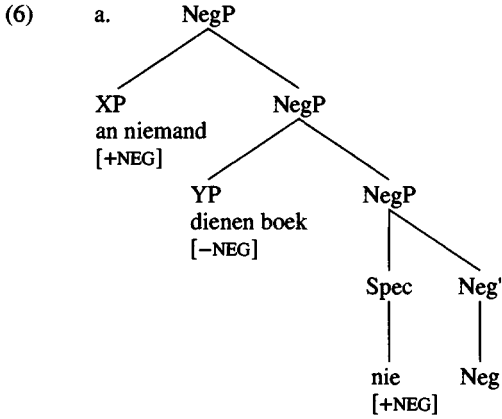 (6) a. NegP
XP NegP
an niemand
[+NEG]
YP NegP
dienen boek
[−NEG]
Spec Neg'
nie Neg
[+NEG]